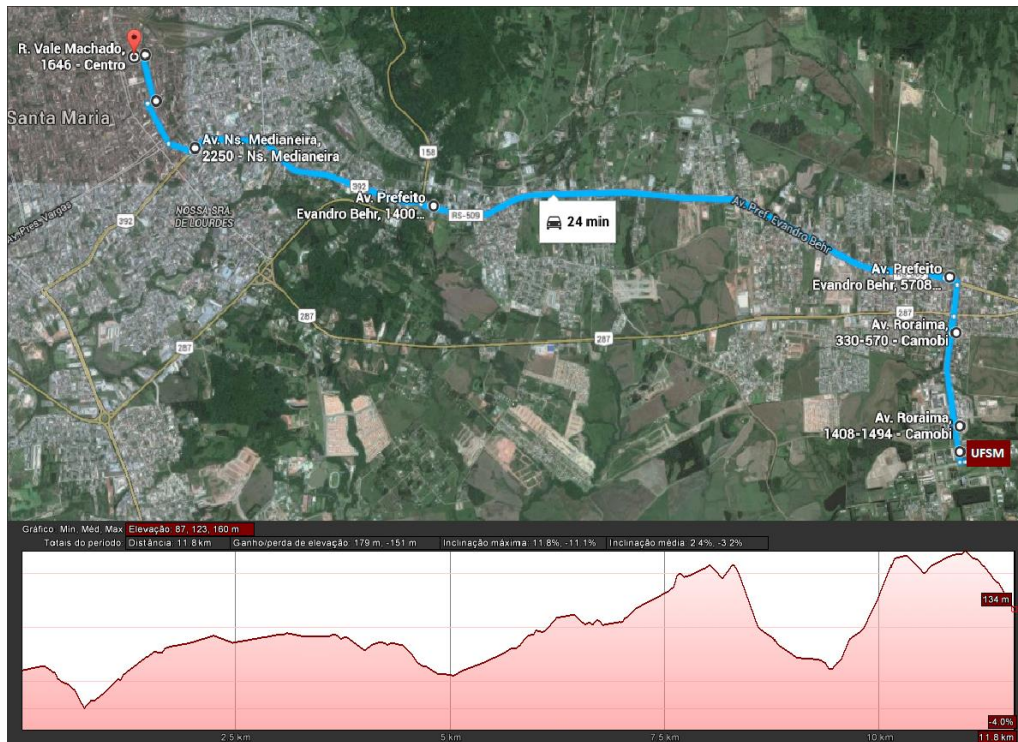 R. Vale Machado,
1646 - Centro
Santa Maria
Av. Ns. Medianeira,
2250 - Ns. Medianeira
158
392
Av. Prefeito
Evandro Behr, 1400...
RS-509
NOSSA SRA.
DE LOURDES
392
Av. Pres Vargas
24 min
Av. Pref. Evandro Behr
Av. Prefeito
Evandro Behr, 5708...
287
287
287
287
Av. Roraima,
330-570 - Camobi
Av. Roraima,
1408-1494 - Camobi
UFSM
Gráfico Min. Méd. Max Elevação: 87, 123, 160 m
Totais do período Distância: 11.8 km Ganho/perda de elevação: 179 m, -151 m Inclinação máxima: 11.8%, -11.1% Inclinação média: 2.4%, -3.2%
134 m
-4.0%
2.5 km 5 km 7.5 km 10 km 11.8 km